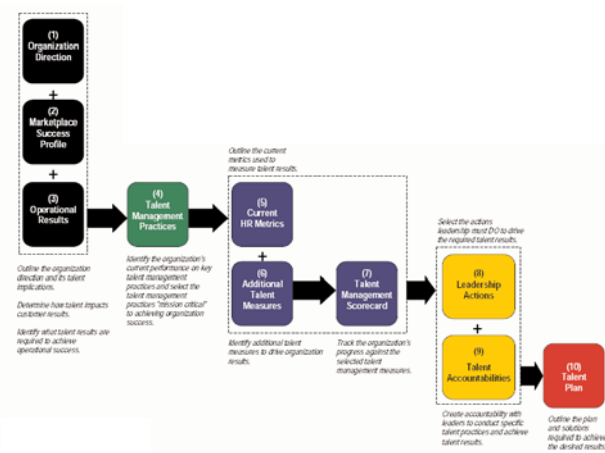 (1)
Organization
Direction
+
(2)
Marketplace
Success
Profile
+
(3)
Operational
Results
Outline the organization
direction and its talent
implications.
Determine how talent impacts
customer results.
Identify what talent results are
required to achieve
operational success.
(4)
Talent
Management
Practices
Identify the organization's
current performance on key
talent management
practices and select the
talent management
practices "mission critical"
to achieving organization
success.
Outline the current
metrics used to
measure talent results.
(5)
Current
HR Metrics
+
(6)
Additional
Talent
Measures
Identify additional talent
measures to drive organization
results.
(7)
Talent
Management
Scorecard
Track the organization's
progress against the
selected talent
management measures.
Select the actions
leadership must DO to drive
the required talent results.
(8)
Leadership
Actions
+
(9)
Talent
Accountabilities
Create accountability with
leaders to conduct specific
talent practices and achieve
talent results.
(10)
Talent
Plan
Outline the plan
and solutions
required to achieve
the desired results